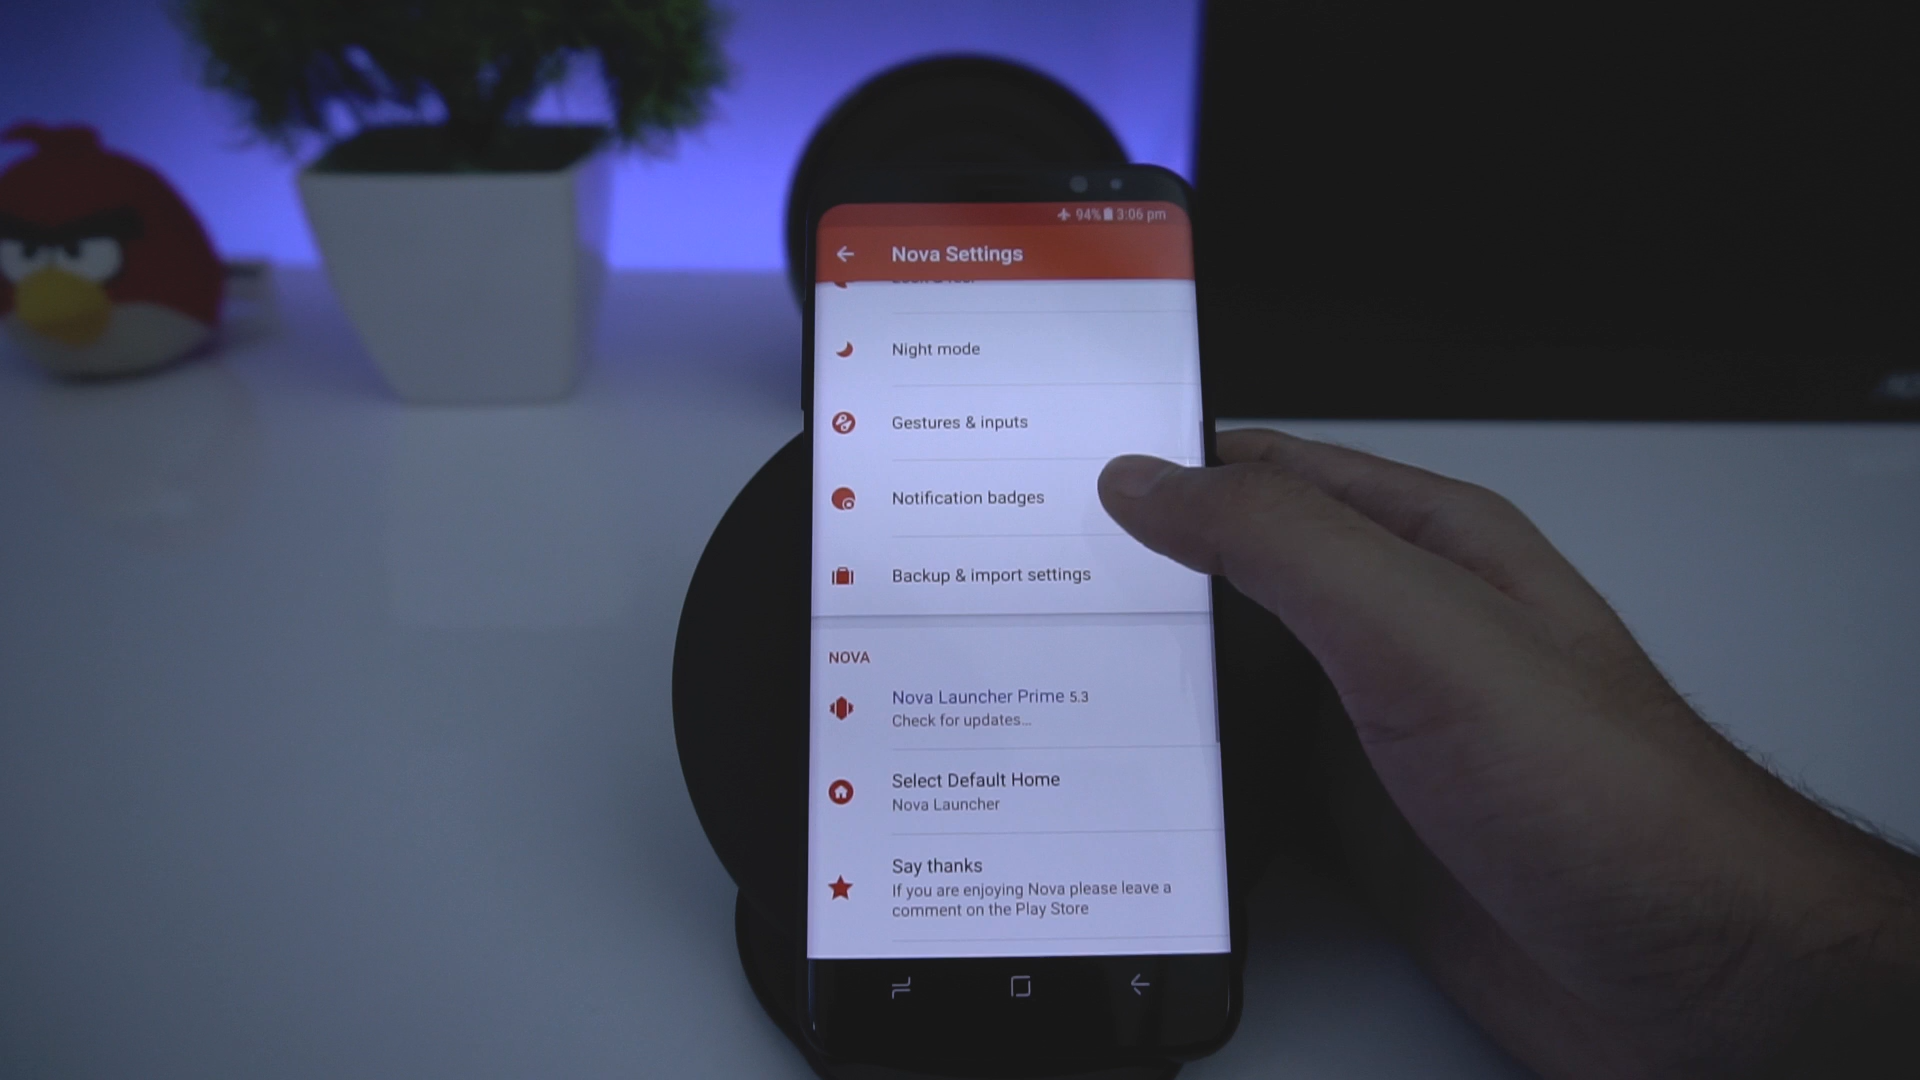 94% 3:06 pm
Nova Settings
Night mode
Gestures & inputs
Notification badges
Backup & import settings
NOVA
Nova Launcher Prime 5.3
Check for updates...
Select Default Home
Nova Launcher
Say thanks
If you are enjoying Nova please leave a
comment on the Play Store